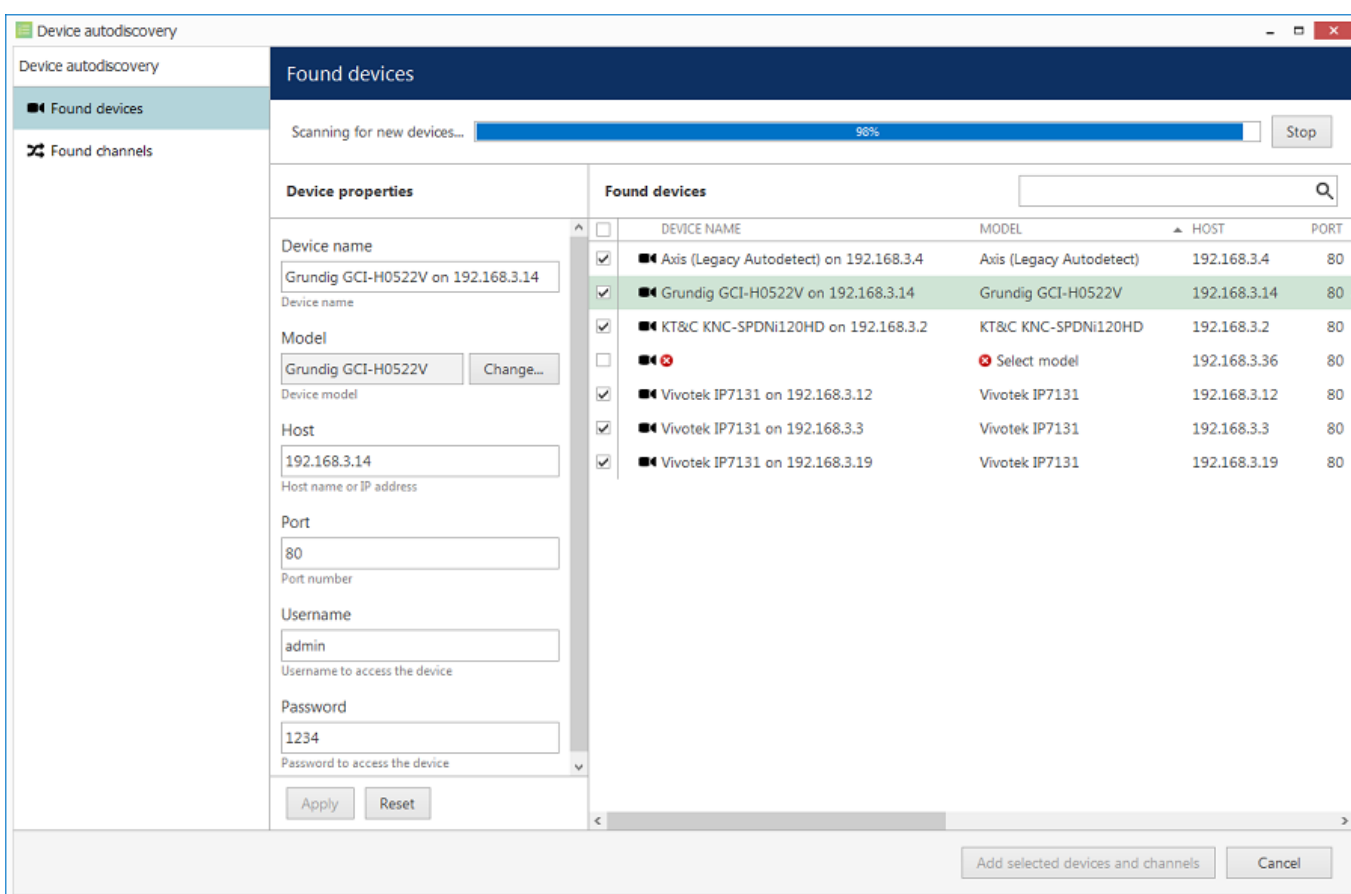 Device autodiscovery
Device autodiscovery
Found devices
Found channels
Found devices
Scanning for new devices... 98% Stop
Device properties
Device name
Grundig GCI-H0522V on 192.168.3.14
Device name
Model
Grundig GCI-H0522V Change...
Device model
Host
192.168.3.14
Host name or IP address
Port
80
Port number
Username
admin
Username to access the device
Password
1234
Password to access the device
Apply Reset
Found devices
DEVICE NAME MODEL HOST PORT
Axis (Legacy Autodetect) on 192.168.3.4 Axis (Legacy Autodetect) 192.168.3.4 80
Grundig GCI-H0522V on 192.168.3.14 Grundig GCI-H0522V 192.168.3.14 80
KT&C KNC-SPDNi120HD on 192.168.3.2 KT&C KNC-SPDNi120HD 192.168.3.2 80
Select model 192.168.3.36 80
Vivotek IP7131 on 192.168.3.12 Vivotek IP7131 192.168.3.12 80
Vivotek IP7131 on 192.168.3.3 Vivotek IP7131 192.168.3.3 80
Vivotek IP7131 on 192.168.3.19 Vivotek IP7131 192.168.3.19 80
Add selected devices and channels Cancel